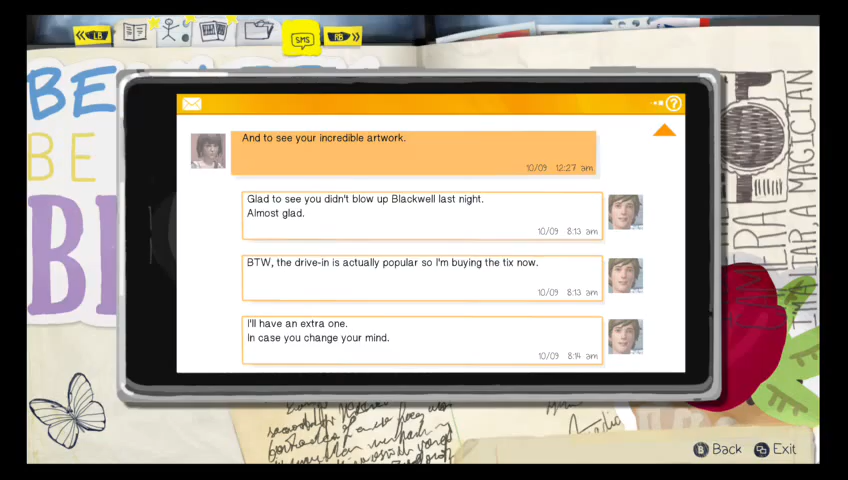 LB
SMS
RB
BE
BE
And to see your incredible artwork.
10/09 12:27 am
Glad to see you didn't blow up Blackwell last night.
Almost glad.
10/09 8:13 am
BTW, the drive-in is actually popular so I'm buying the tix now.
10/09 8:13 am
I'll have an extra one.
In case you change your mind.
10/09 8:14 am
I'M A LIAR, A MAGICIAN
B Back
Exit